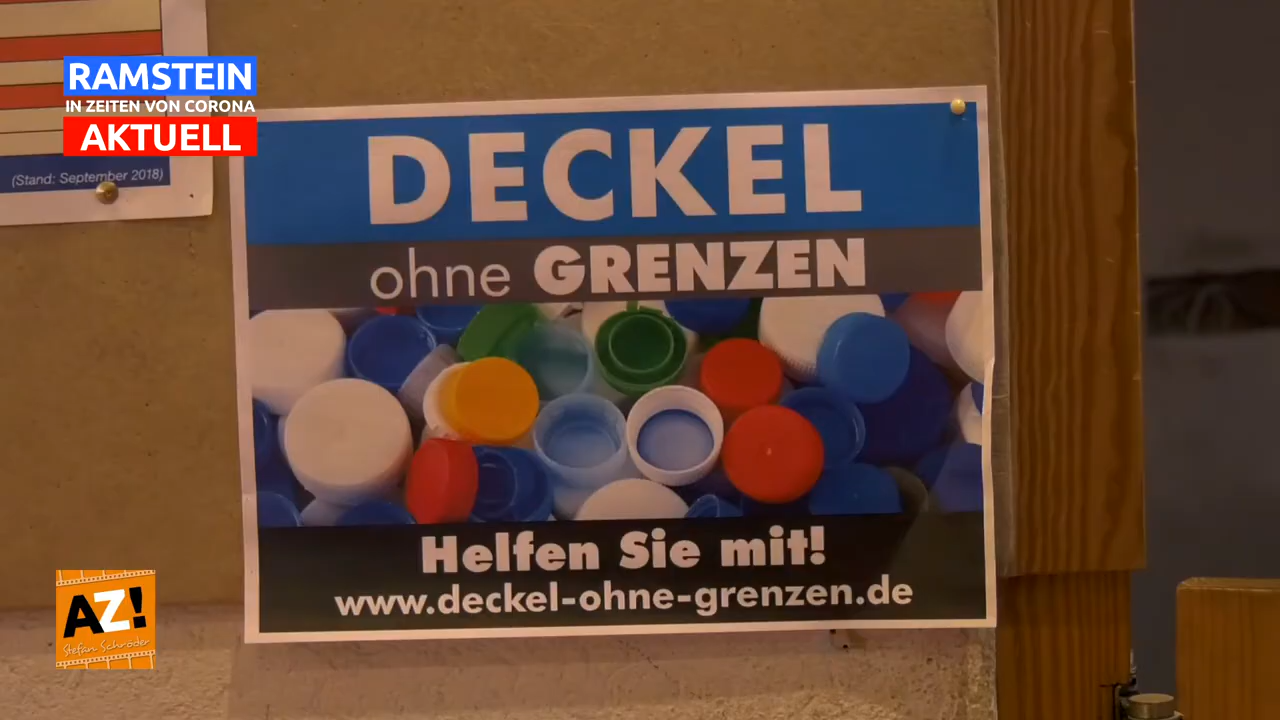 RAMSTEIN
IN ZEITEN VON CORONA
AKTUELL
(Stand: September 2018)
DECKEL
ohne GRENZEN
Helfen Sie mit!
www.deckel-ohne-grenzen.de
AZ!
Stefan Schröder